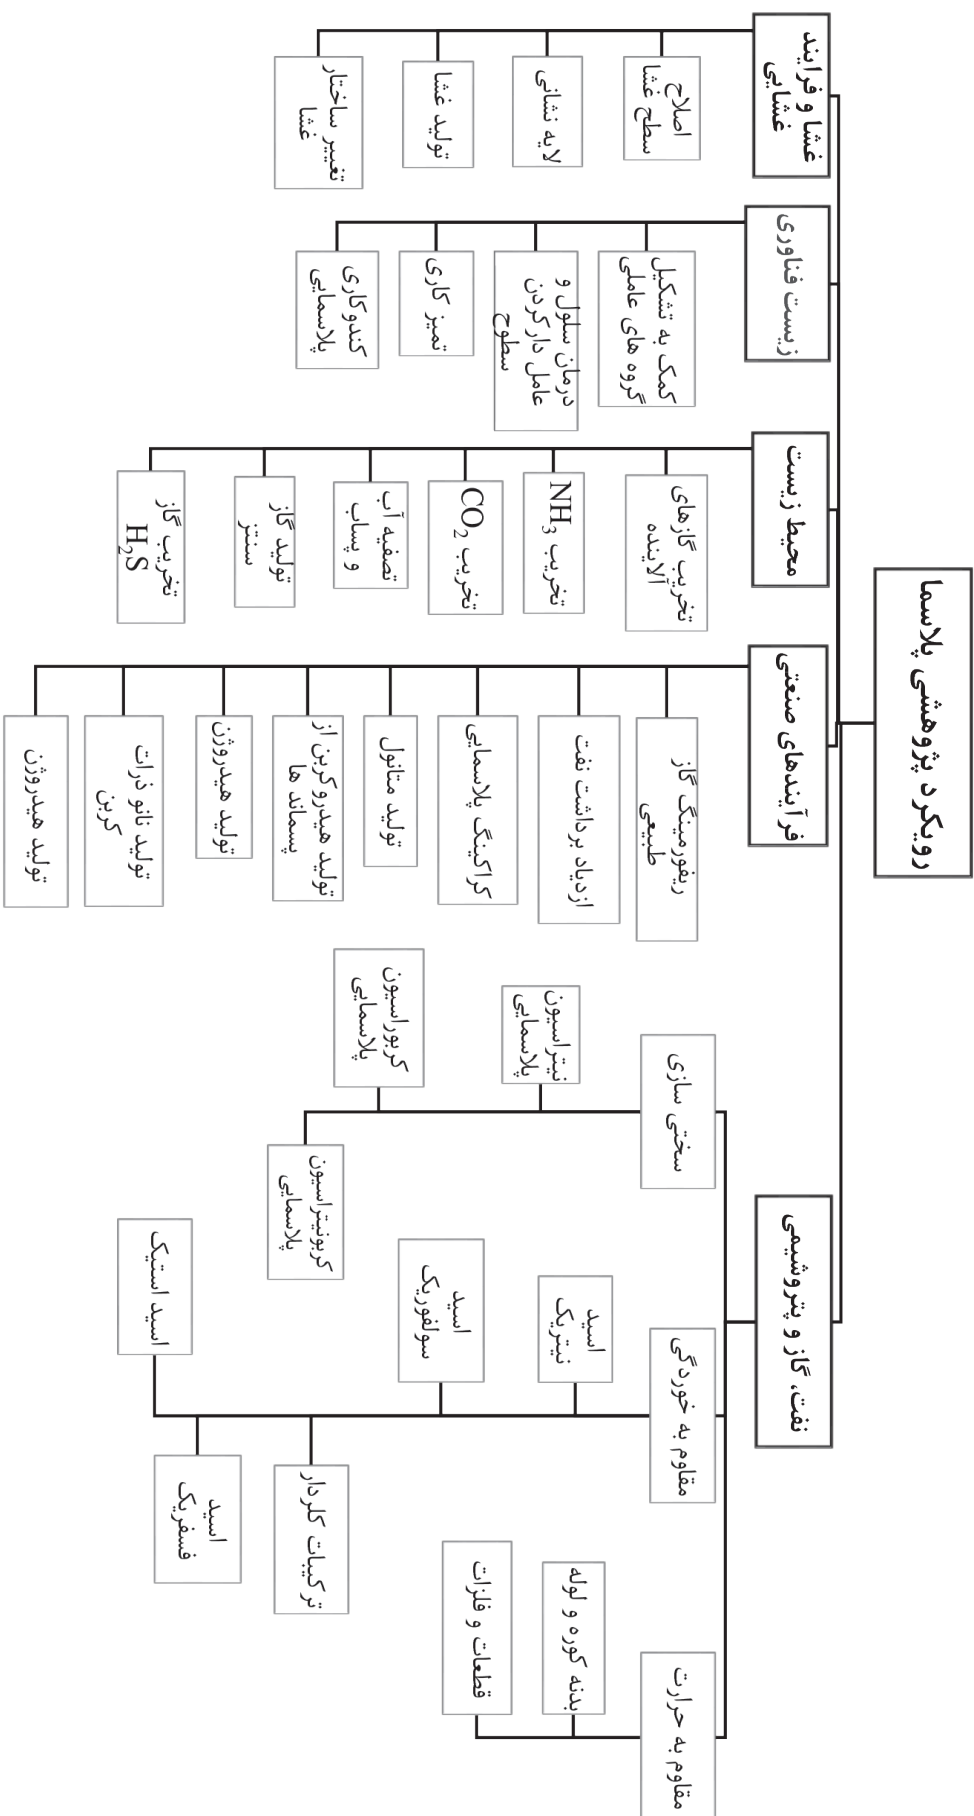 رویکرد پژوهشی پلاسما
غشا و فرایند
غشایی
اصلاح
سطح غشا
لایه نشانی
تولید غشا
تغییر ساختار
غشا
زیست فناوری
کمک به تشکیل
گروه های عاملی
درمان سلول و
عامل دار کردن
سطوح
تمیز کاری
کندوکاری
پلاسمایی
محیط زیست
تخریب گازهای
آلاینده
تخریب NH3
تخریب CO2
تصفیه آب
و پساب
تولید گاز
سنتز
تخریب گاز
H2S
فرآیندهای صنعتی
ریفورمینگ گاز
طبیعی
ازدیاد برداشت نفت
کراکینگ پلاسمایی
تولید متانول
تولید هیدروکربن از
پسماند ها
تولید هیدروژن
تولید نانو ذرات
کربن
تولید هیدروژن
نفت، گاز و پتروشیمی
سختی سازی
نیتراسیون
پلاسمایی
کربوراسیون
پلاسمایی
کربونیتراسیون
پلاسمایی
مقاوم به خوردگی
اسید
نیتریک
اسید
سولفوریک
ترکیبات کلردار
اسید
فسفریک
اسید استیک
مقاوم به حرارت
بدنه کوره و لوله
قطعات و فلزات